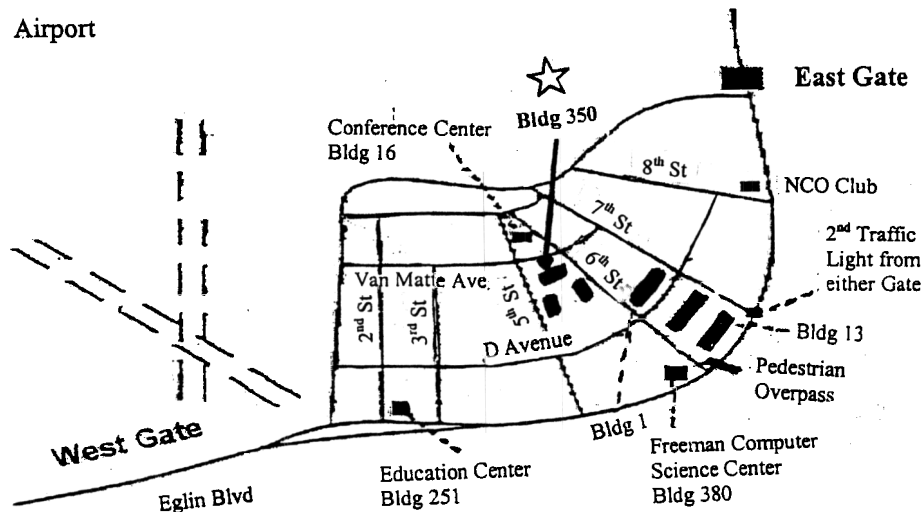 Airport
East Gate
Bldg 350
Conference Center
Bldg 16
8th St
NCO Club
7th St
2nd Traffic
Light from
either Gate
6th St
Van Matre Ave.
2nd St
3rd St
5th St
D Avenue
Bldg 13
Pedestrian
Overpass
Bldg 1
West Gate
Freeman Computer
Science Center
Bldg 380
Education Center
Bldg 251
Eglin Blvd